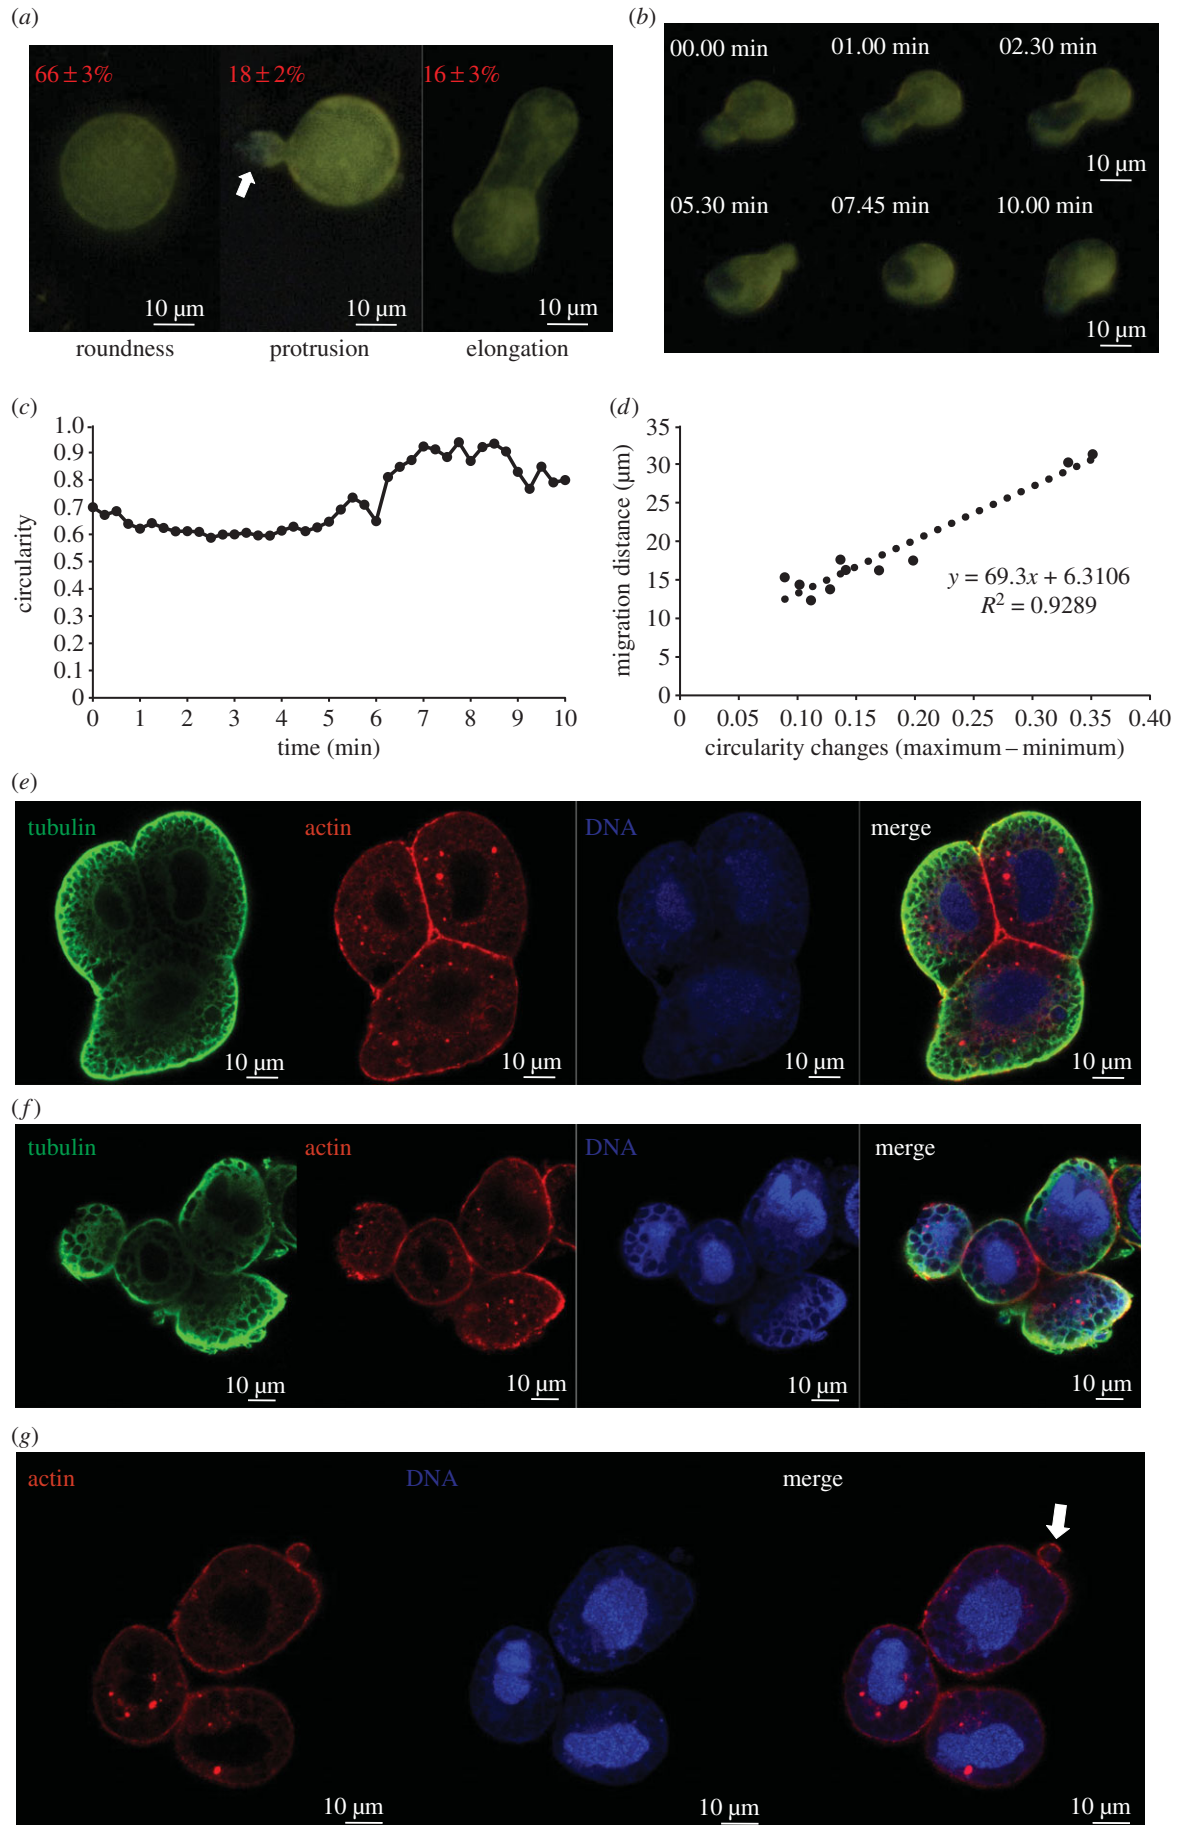 (a)
66 ± 3%
18 ± 2%
16 ± 3%
10 µm
10 µm
10 µm
roundness
protrusion
elongation
(b)
00.00 min
01.00 min
02.30 min
10 µm
05.30 min
07.45 min
10.00 min
10 µm
(c)
circularity
1.0
0.9
0.8
0.7
0.6
0.5
0.4
0.3
0.2
0.1
0
0 1 2 3 4 5 6 7 8 9 10
time (min)
(d)
migration distance (µm)
35
30
25
20
15
10
5
0
y = 69.3x + 6.3106
R² = 0.9289
0 0.05 0.10 0.15 0.20 0.25 0.30 0.35 0.40
circularity changes (maximum – minimum)
(e)
tubulin
actin
DNA
merge
10 µm
10 µm
10 µm
10 µm
(f)
tubulin
actin
DNA
merge
10 µm
10 µm
10 µm
10 µm
(g)
actin
DNA
merge
10 µm
10 µm
10 µm